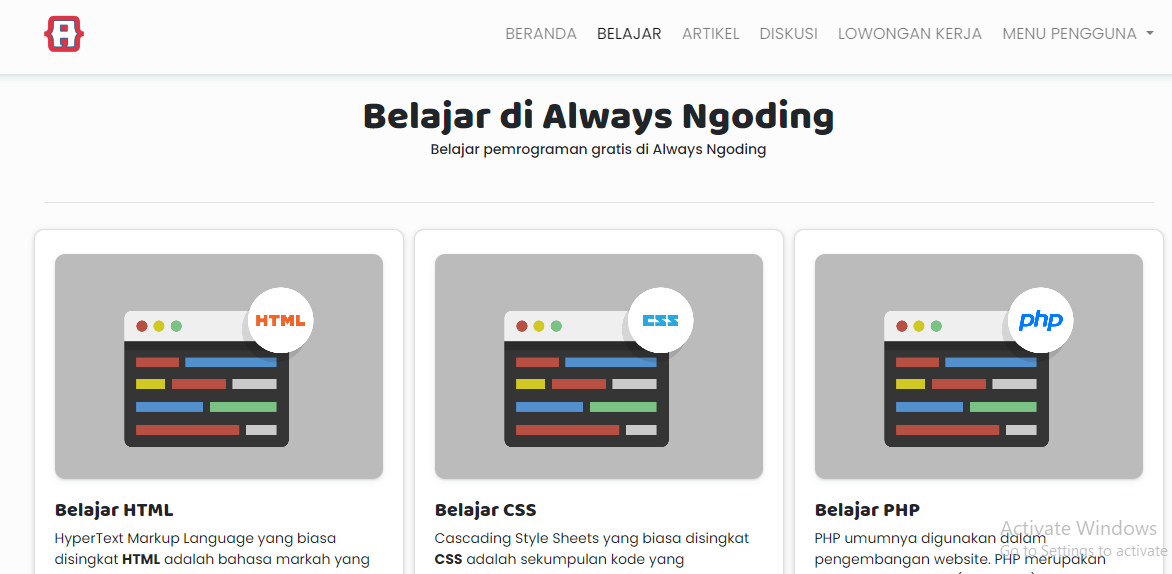 BERANDA BELAJAR ARTIKEL DISKUSI LOWONGAN KERJA MENU PENGGUNA
Belajar di Always Ngoding
Belajar pemrograman gratis di Always Ngoding
HTML
CSS
php
Belajar HTML
HyperText Markup Language yang biasa
disingkat HTML adalah bahasa markah yang
Belajar CSS
Cascading Style Sheets yang biasa disingkat
CSS adalah sekumpulan kode yang
Belajar PHP
PHP umumnya digunakan dalam
pengembangan website. PHP merupakan
Activate Windows
Go to Settings to activate